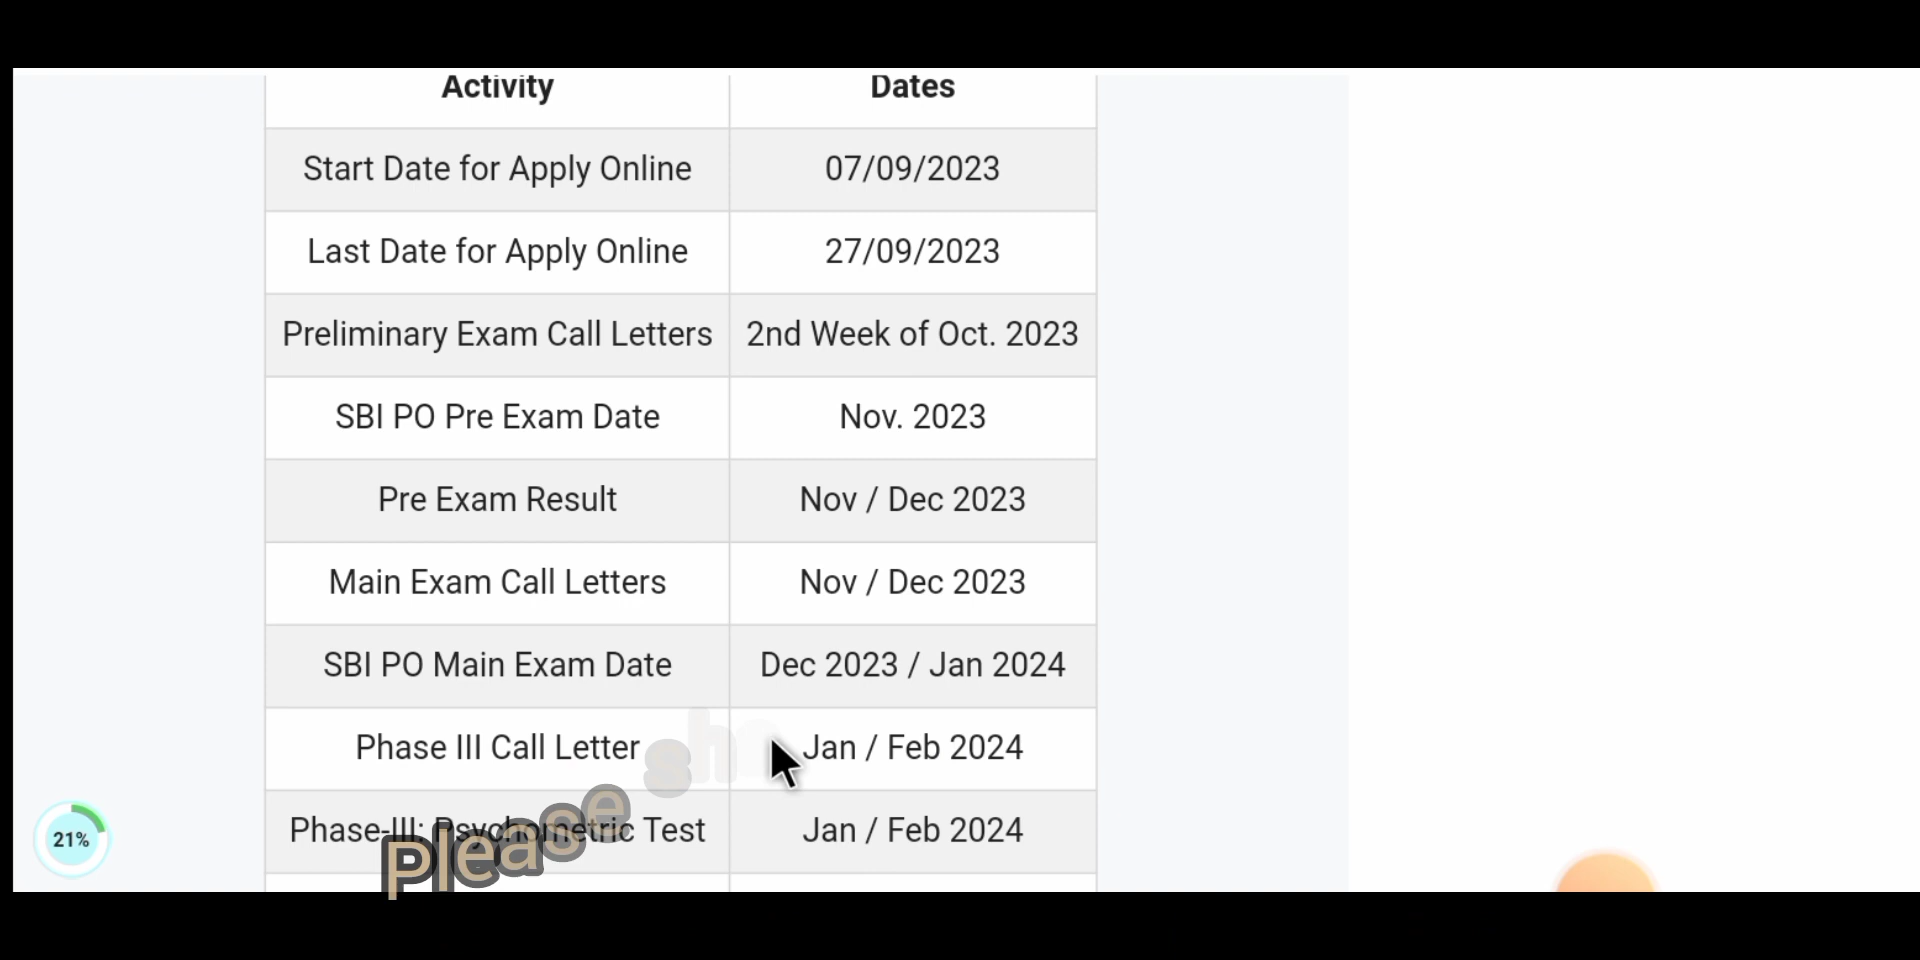 Activity Dates
Start Date for Apply Online 07/09/2023
Last Date for Apply Online 27/09/2023
Preliminary Exam Call Letters 2nd Week of Oct. 2023
SBI PO Pre Exam Date Nov. 2023
Pre Exam Result Nov / Dec 2023
Main Exam Call Letters Nov / Dec 2023
SBI PO Main Exam Date Dec 2023 / Jan 2024
Phase III Call Letter Jan / Feb 2024
Phase-III: Psychometric Test Jan / Feb 2024
21%
Please